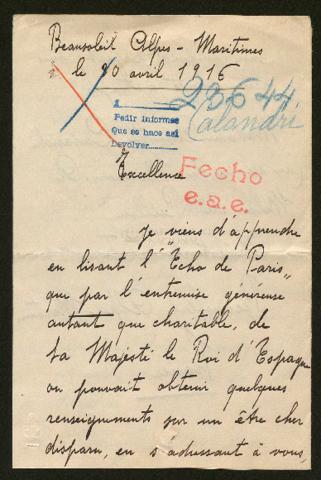 Beausoleil Alpes - Maritimes
le 20 avril 1916
23644
Calandri
A
Pedir informes
Que se hace así
Devolver
Excellence
Fecho
e.a.e.
Je viens d'apprendre
en lisant l'"Echo de Paris"
que par l'entremise généreuse
autant que charitable, de
Sa Majesté le Roi d'Espagne
on pouvait obtenir quelques
renseignements sur un être cher
disparu, en s'adressant à vous,